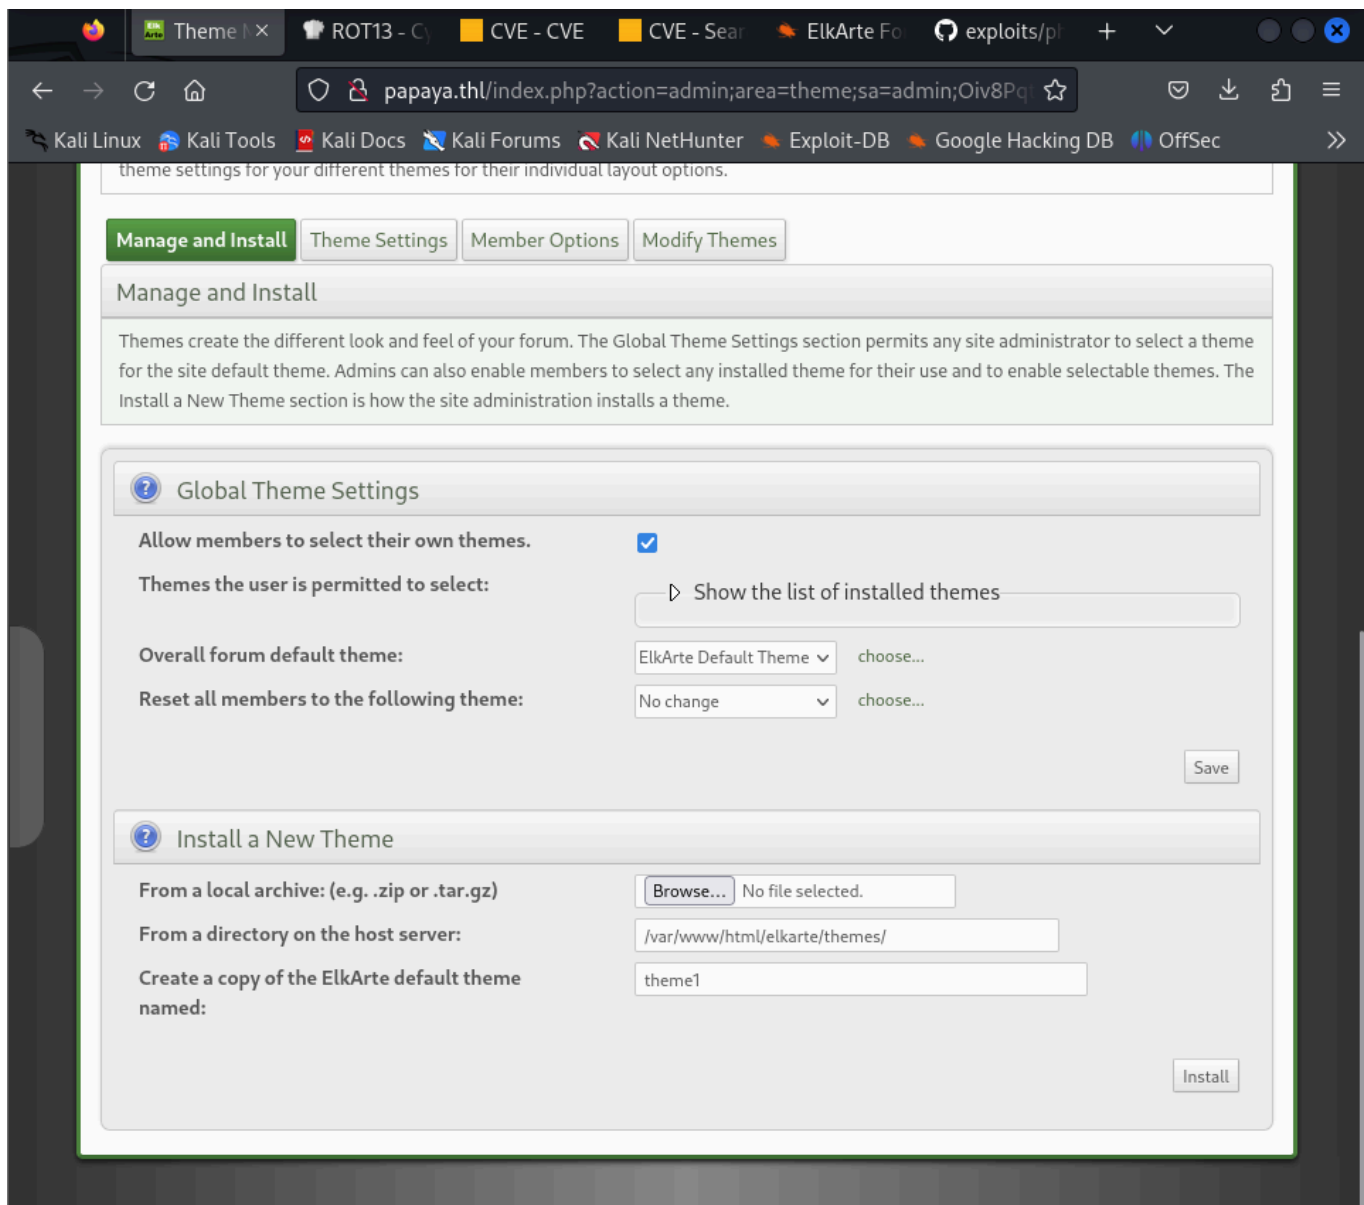 Theme
ROT13 - C
CVE - CVE
CVE - Sear
ElkArte Fo
exploits/ph
papaya.thl/index.php?action=admin;area=theme;sa=admin;Oiv8Pqt
Kali Linux
Kali Tools
Kali Docs
Kali Forums
Kali NetHunter
Exploit-DB
Google Hacking DB
OffSec
theme settings for your different themes for their individual layout options.
Manage and Install
Theme Settings
Member Options
Modify Themes
Manage and Install
Themes create the different look and feel of your forum. The Global Theme Settings section permits any site administrator to select a theme
for the site default theme. Admins can also enable members to select any installed theme for their use and to enable selectable themes. The
Install a New Theme section is how the site administration installs a theme.
Global Theme Settings
Allow members to select their own themes.
Themes the user is permitted to select:
Show the list of installed themes
Overall forum default theme:
ElkArte Default Theme
choose...
Reset all members to the following theme:
No change
choose...
Save
Install a New Theme
From a local archive: (e.g. .zip or .tar.gz)
Browse...
No file selected.
From a directory on the host server:
/var/www/html/elkarte/themes/
Create a copy of the ElkArte default theme
named:
theme1
Install